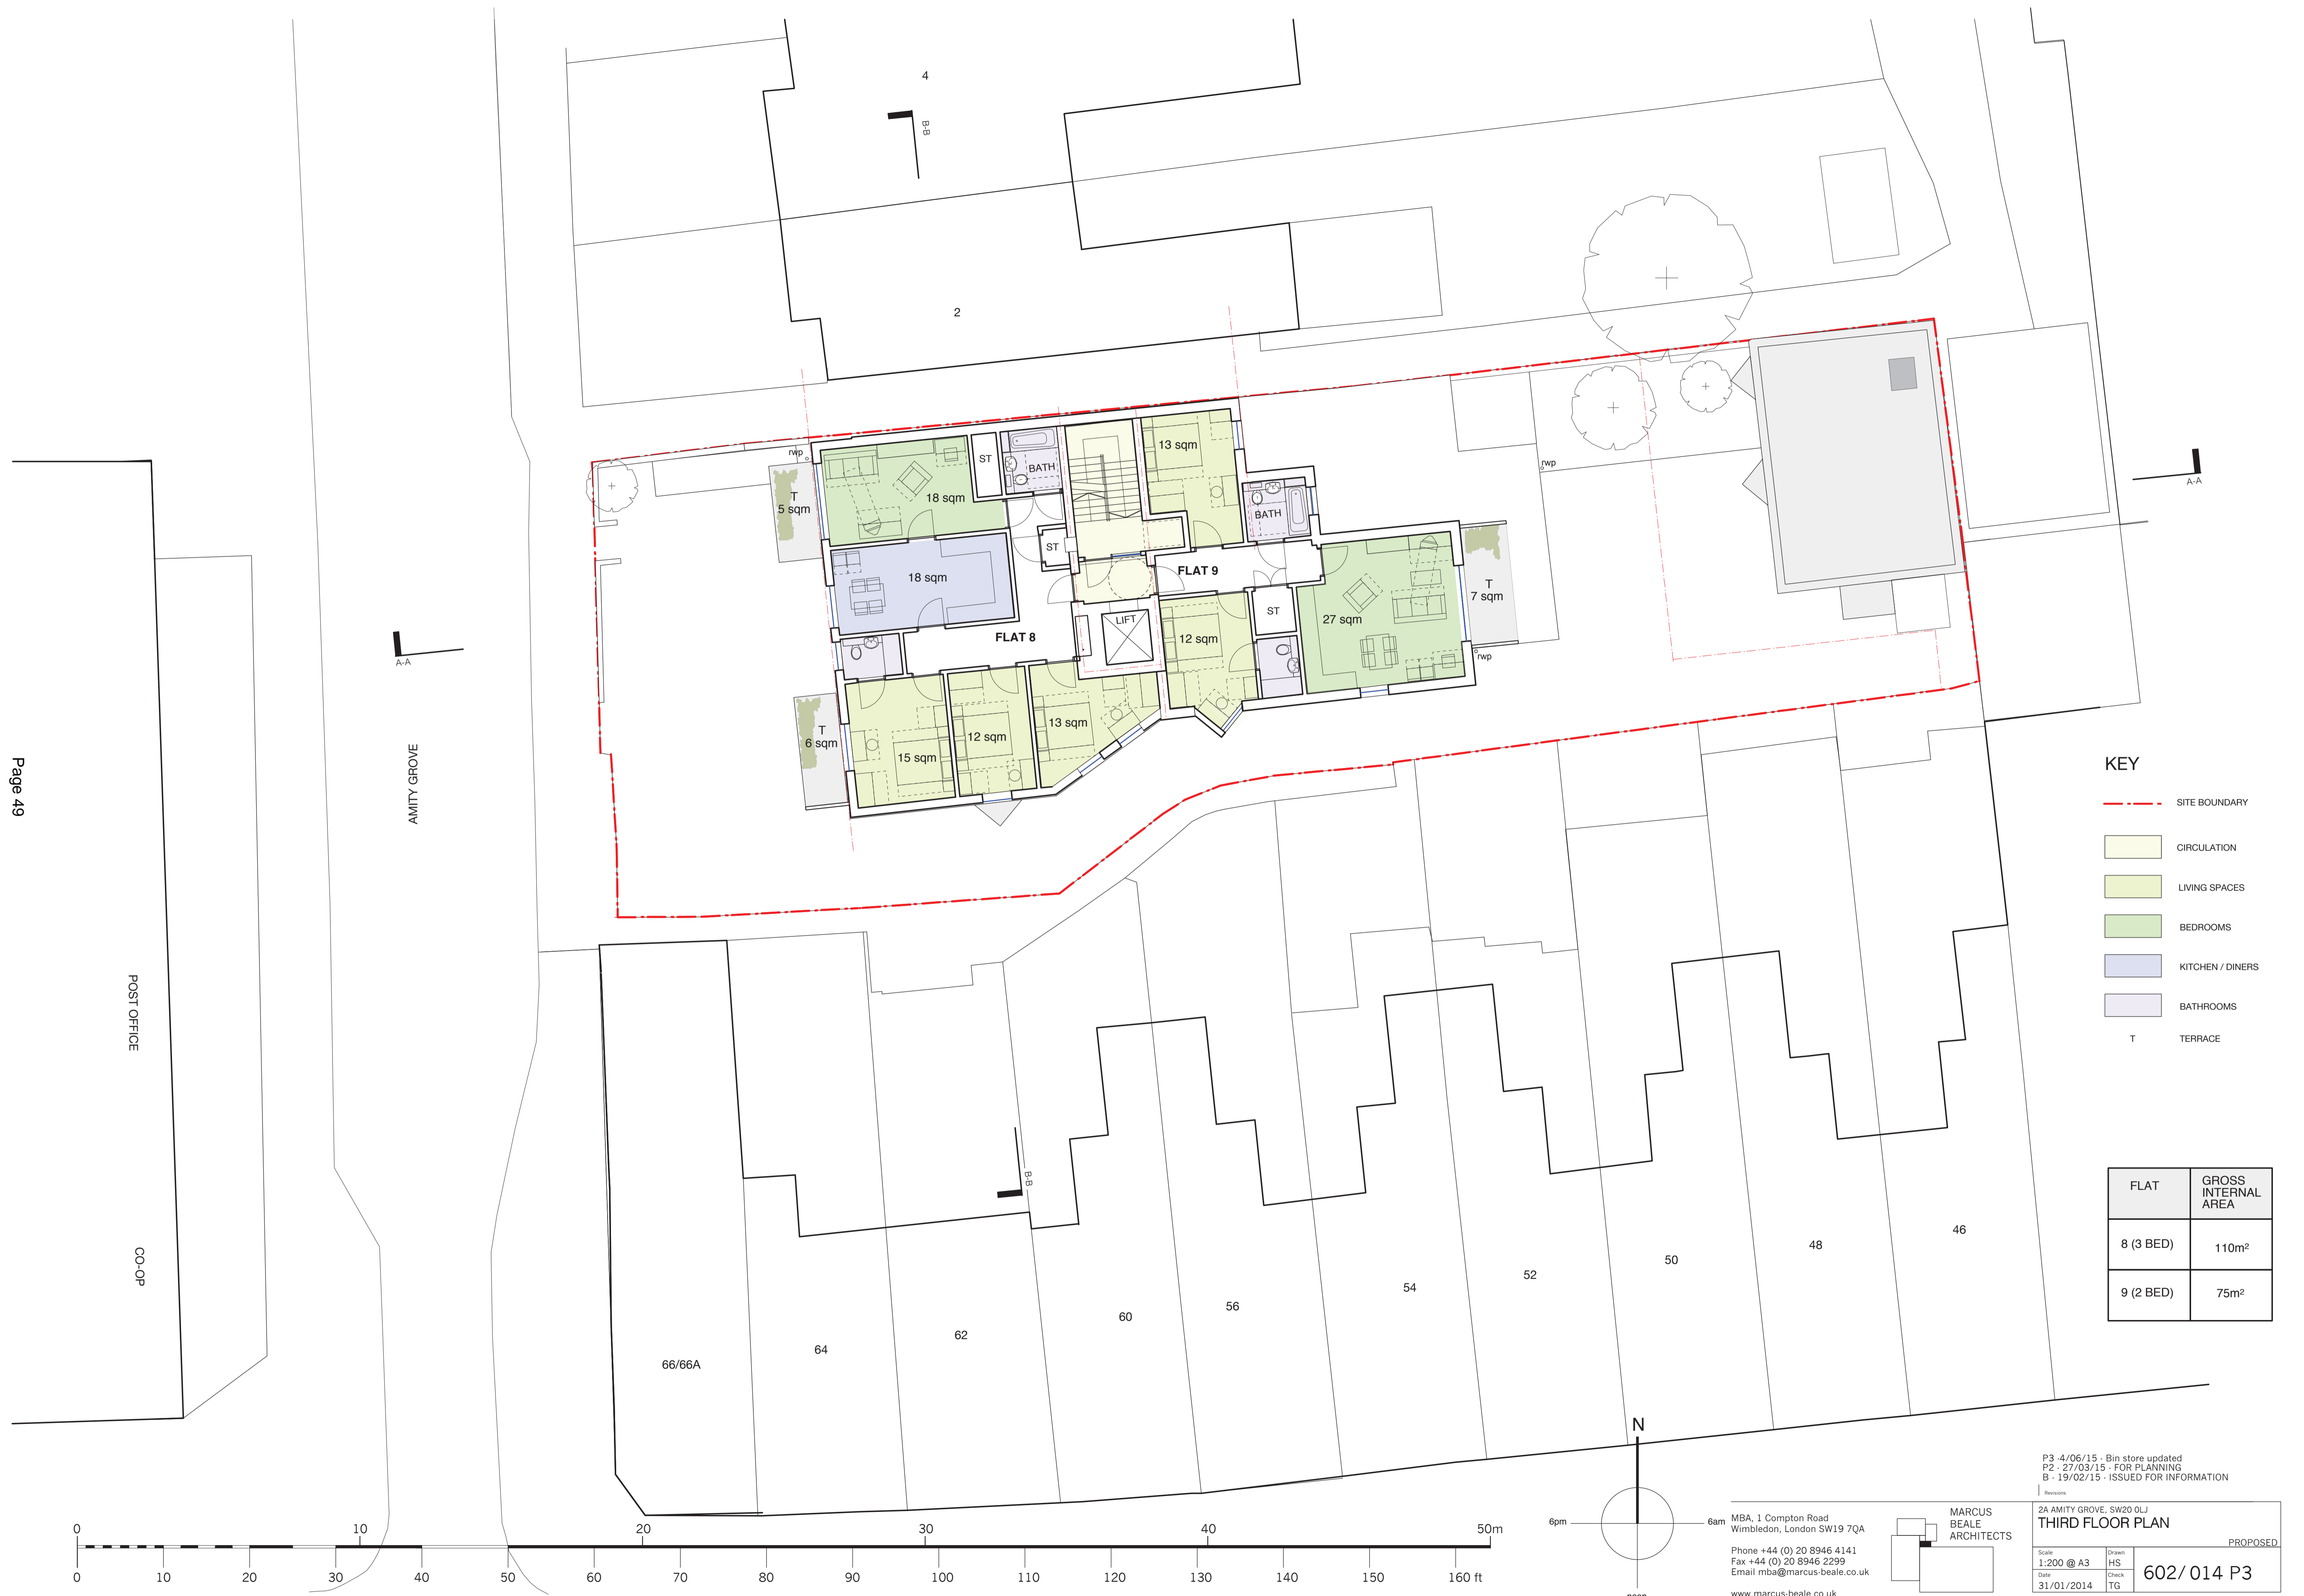 4
B-B
2
rwp
T
5 sqm
18 sqm
ST
BATH
13 sqm
BATH
rwp
ST
18 sqm
FLAT 9
T
7 sqm
FLAT 8
LIFT
12 sqm
ST
27 sqm
rwp
T
6 sqm
15 sqm
12 sqm
13 sqm
A-A
A-A
Page 49
AMITY GROVE
POST OFFICE
CO-OP
B-B
66/66A
64
62
60
56
54
52
50
48
46
KEY
SITE BOUNDARY
CIRCULATION
LIVING SPACES
BEDROOMS
KITCHEN / DINERS
BATHROOMS
T TERRACE
FLAT GROSS
INTERNAL
AREA
8 (3 BED) 110m²
9 (2 BED) 75m²
0 10 20 30 40 50m
0 10 20 30 40 50 60 70 80 90 100 110 120 130 140 150 160 ft
N
6pm 6am
MBA, 1 Compton Road
Wimbledon, London SW19 7QA
Phone +44 (0) 20 8946 4141
Fax +44 (0) 20 8946 2299
Email mba@marcus-beale.co.uk
www.marcus-beale.co.uk
MARCUS
BEALE
ARCHITECTS
P3 -4/06/15 - Bin store updated
P2 - 27/03/15 - FOR PLANNING
B - 19/02/15 - ISSUED FOR INFORMATION
Revisions
2A AMITY GROVE, SW20 0LJ
THIRD FLOOR PLAN
PROPOSED
Scale
1:200 @ A3
Drawn
HS
Date
31/01/2014
Check
TG
602/ 014 P3